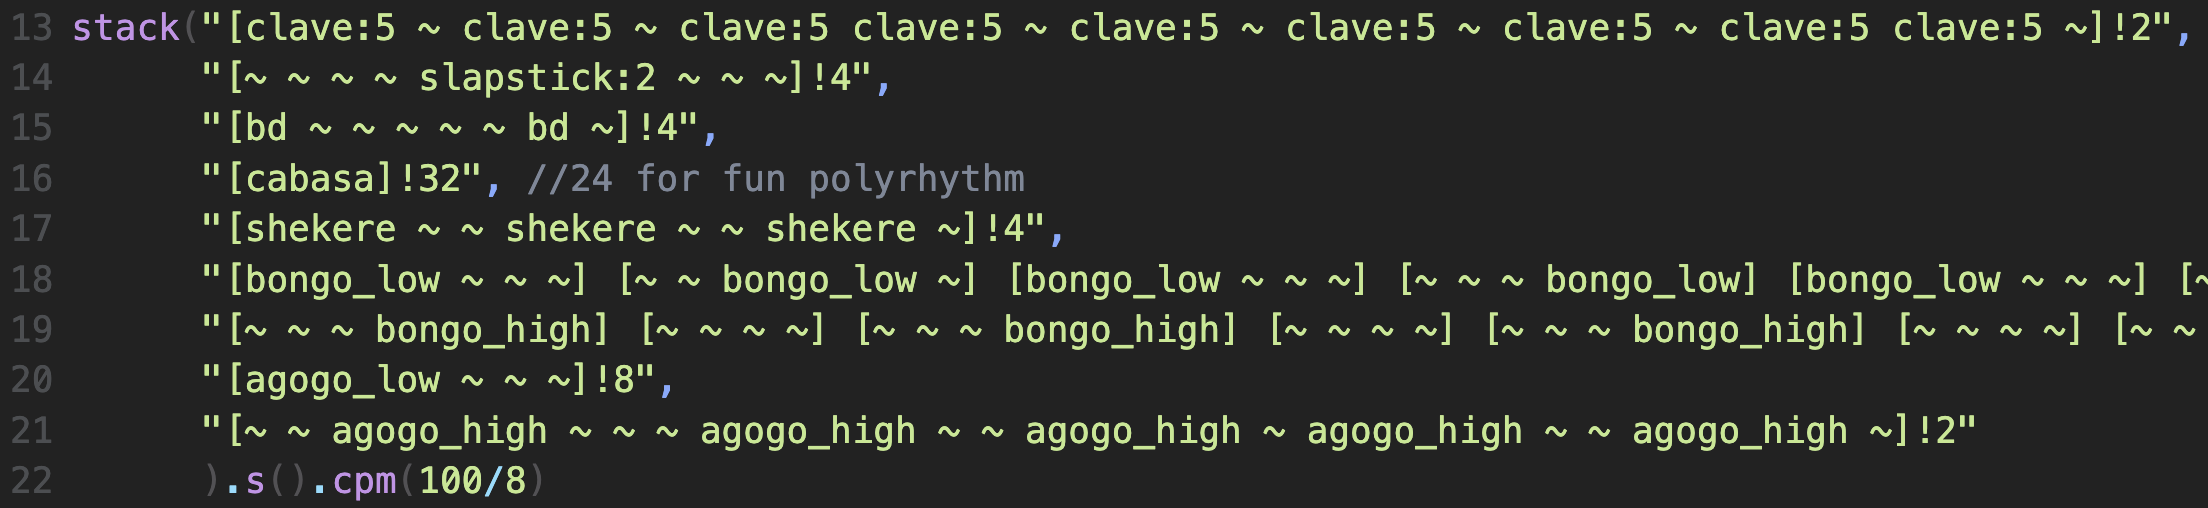 13 stack("[clave:5 ~ clave:5 ~ clave:5 clave:5 ~ clave:5 ~ clave:5 ~ clave:5 ~ clave:5 clave:5 ~]!2",
14 "[~ ~ ~ ~ slapstick:2 ~ ~ ~]!4",
15 "[bd ~ ~ ~ ~ ~ bd ~]!4",
16 "[cabasa]!32", //24 for fun polyrhythm
17 "[shekere ~ ~ shekere ~ ~ shekere ~]!4",
18 "[bongo_low ~ ~ ~] [~ ~ bongo_low ~] [bongo_low ~ ~ ~] [~ ~ ~ bongo_low] [bongo_low ~ ~ ~] [~
19 "[~ ~ ~ bongo_high] [~ ~ ~ ~] [~ ~ ~ bongo_high] [~ ~ ~ ~] [~ ~ ~ bongo_high] [~ ~ ~ ~] [~ ~
20 "[agogo_low ~ ~ ~]!8",
21 "[~ ~ agogo_high ~ ~ ~ agogo_high ~ ~ agogo_high ~ agogo_high ~ ~ agogo_high ~]!2"
22 ).s().cpm(100/8)